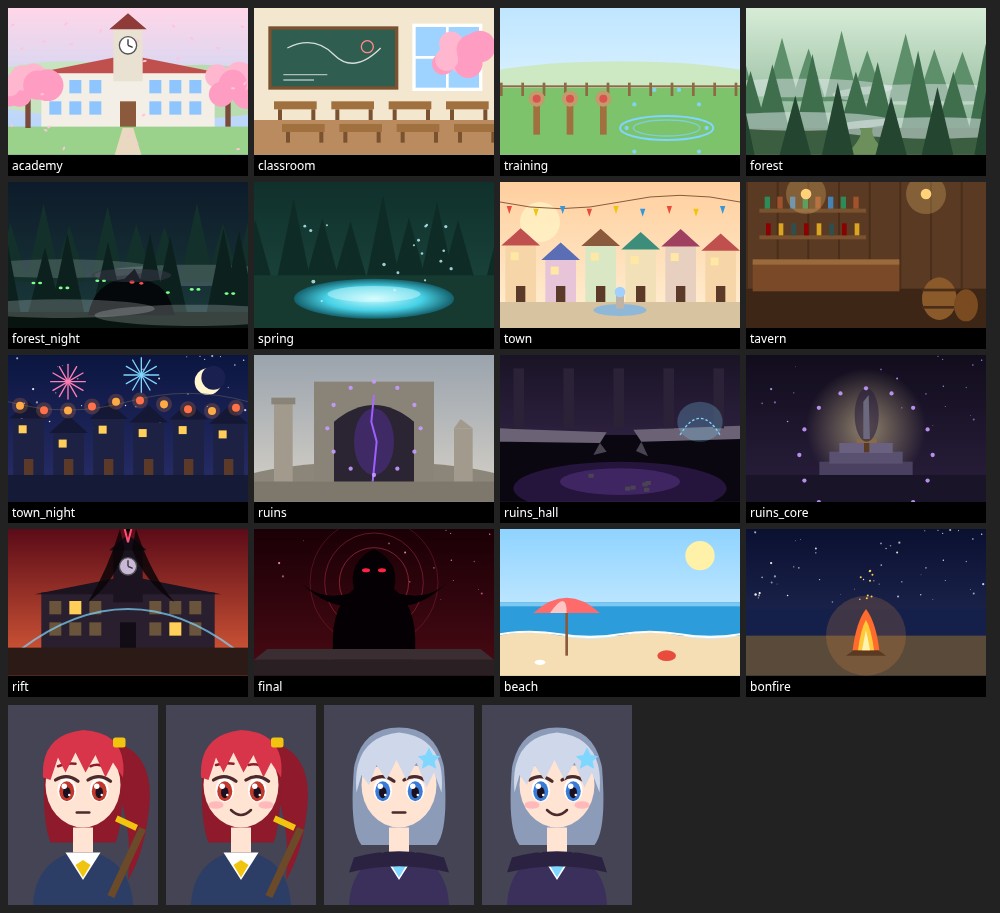 academy
classroom
training
forest
forest_night
spring
town
tavern
town_night
ruins
ruins_hall
ruins_core
rift
final
beach
bonfire